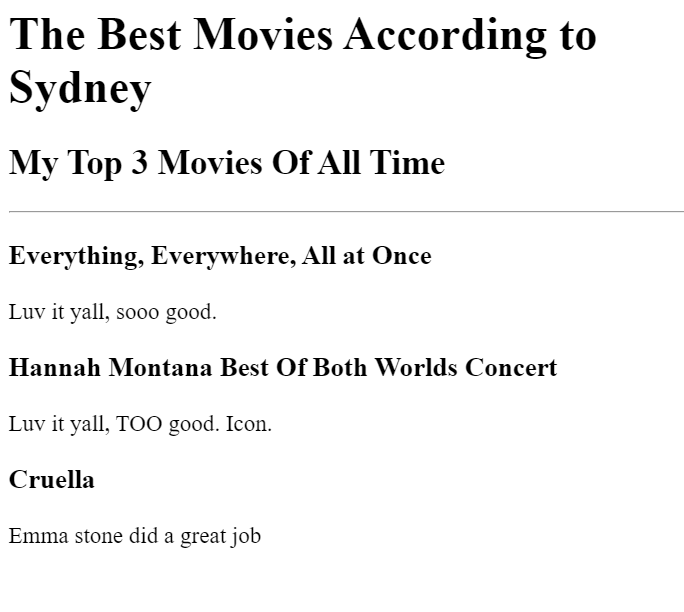 The Best Movies According to
Sydney
My Top 3 Movies Of All Time
Everything, Everywhere, All at Once
Luv it yall, sooo good.
Hannah Montana Best Of Both Worlds Concert
Luv it yall, TOO good. Icon.
Cruella
Emma stone did a great job